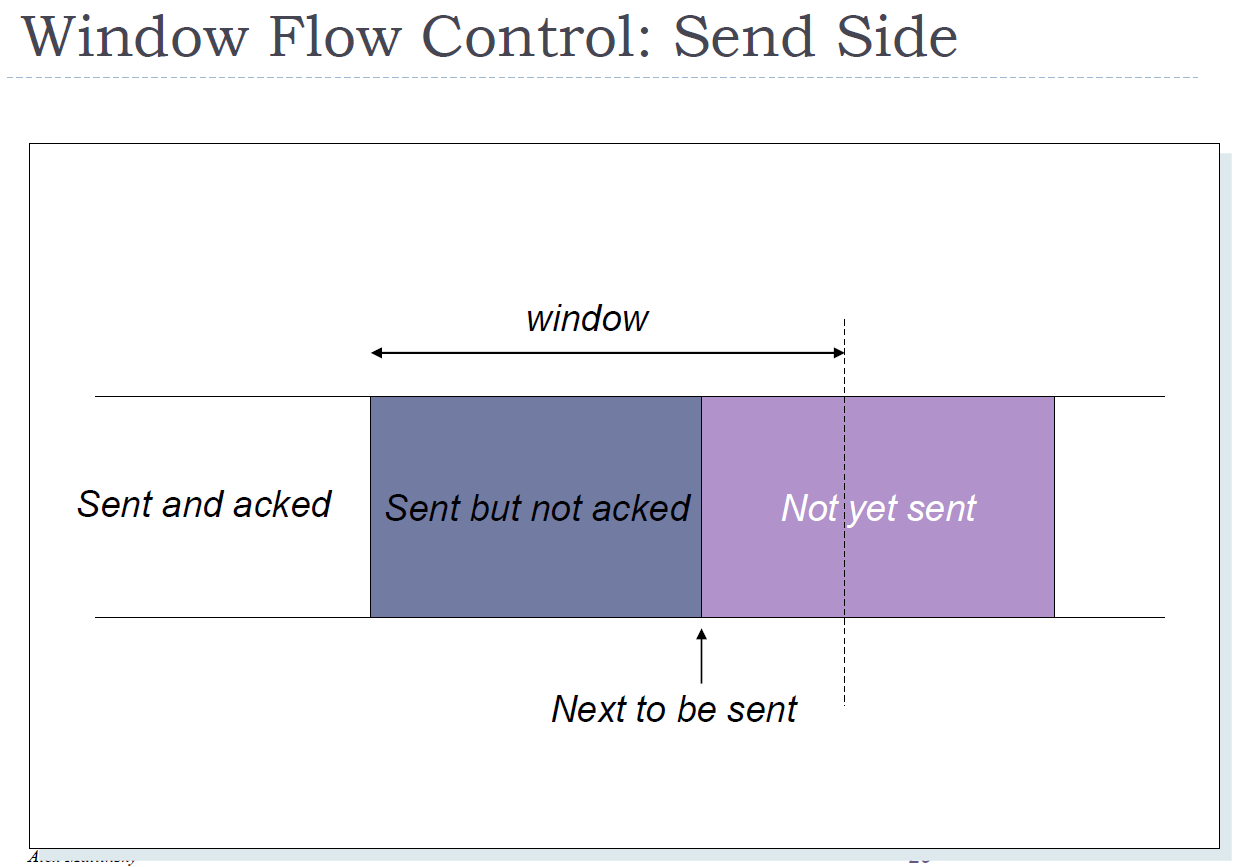 Window Flow Control: Send Side
window
Sent and acked
Sent but not acked
Not yet sent
Next to be sent